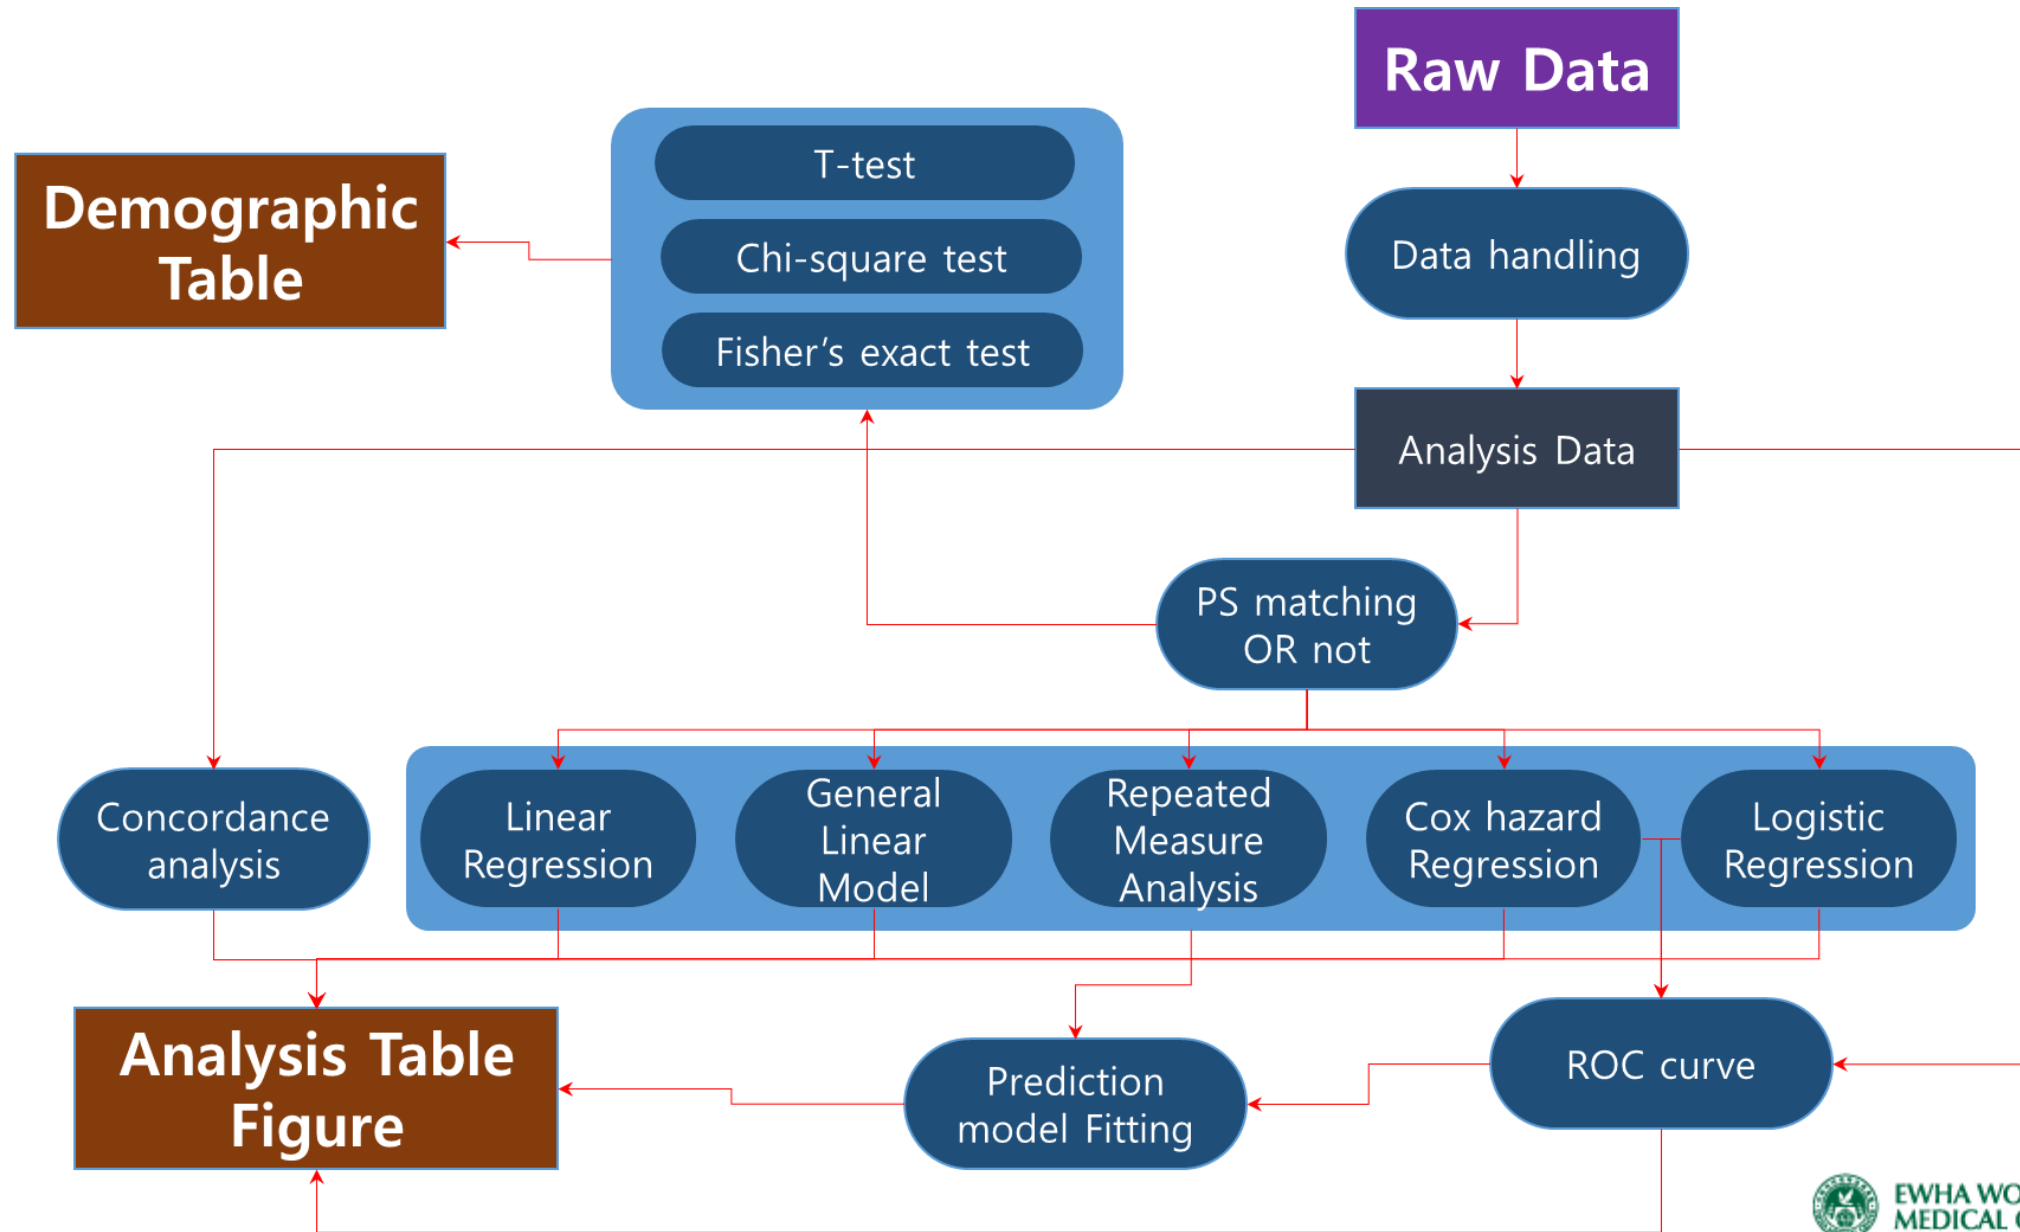 Raw Data
T-test
Demographic
Table
Chi-square test
Data handling
Fisher's exact test
Analysis Data
PS matching
OR not
Concordance
analysis
Linear
Regression
General
Linear
Model
Repeated
Measure
Analysis
Cox hazard
Regression
Logistic
Regression
Analysis Table
Figure
Prediction
model Fitting
ROC curve
EWHA
MEDICAL